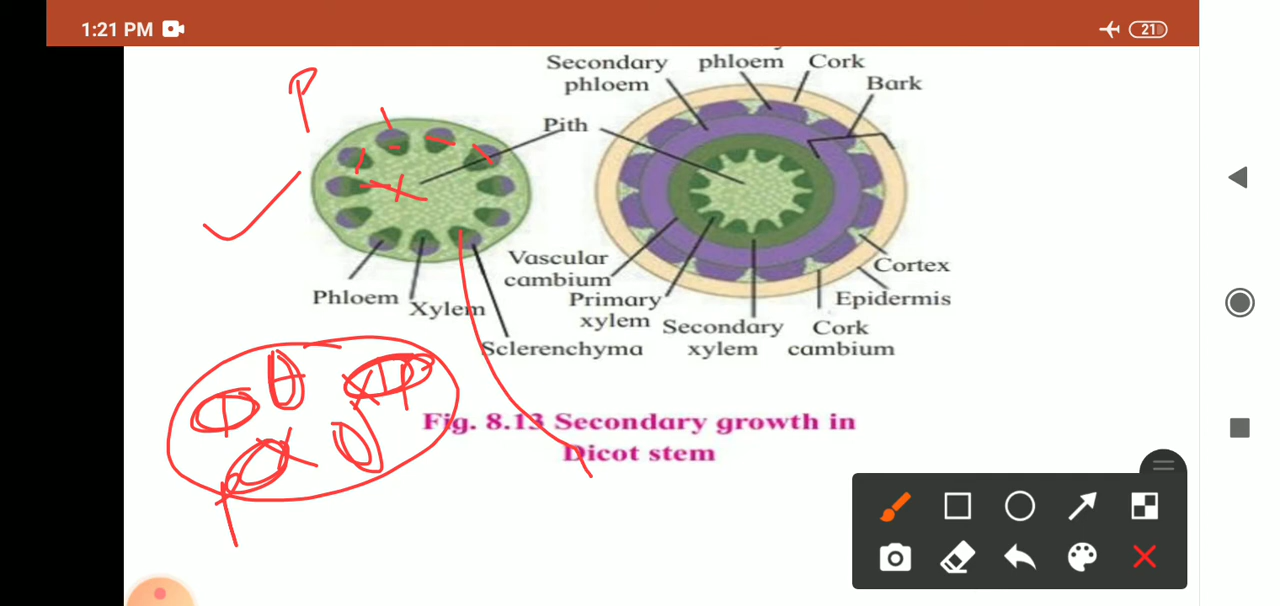 1:21 PM
21
Secondary
phloem
phloem
Cork
Bark
Pith
Phloem
Xylem
Sclerenchyma
Vascular
cambium
Primary
xylem
Secondary
xylem
Cork
cambium
Cortex
Epidermis
Fig. 8.13 Secondary growth in
Dicot stem